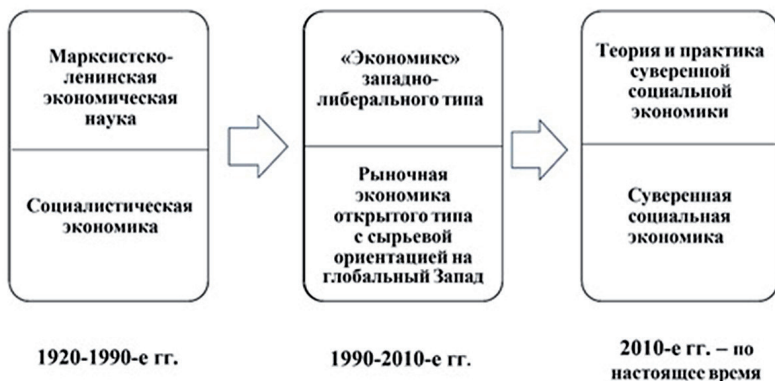 Марксистско-
ленинская
экономическая
наука
Социалистическая
экономика
1920-1990-е гг.
«Экономикс»
западно-
либерального типа
Рыночная
экономика
открытого типа
с сырьевой
ориентацией на
глобальный Запад
1990-2010-е гг.
Теория и практика
суверенной
социальной
экономики
Суверенная
социальная
экономика
2010-е гг. – по
настоящее время